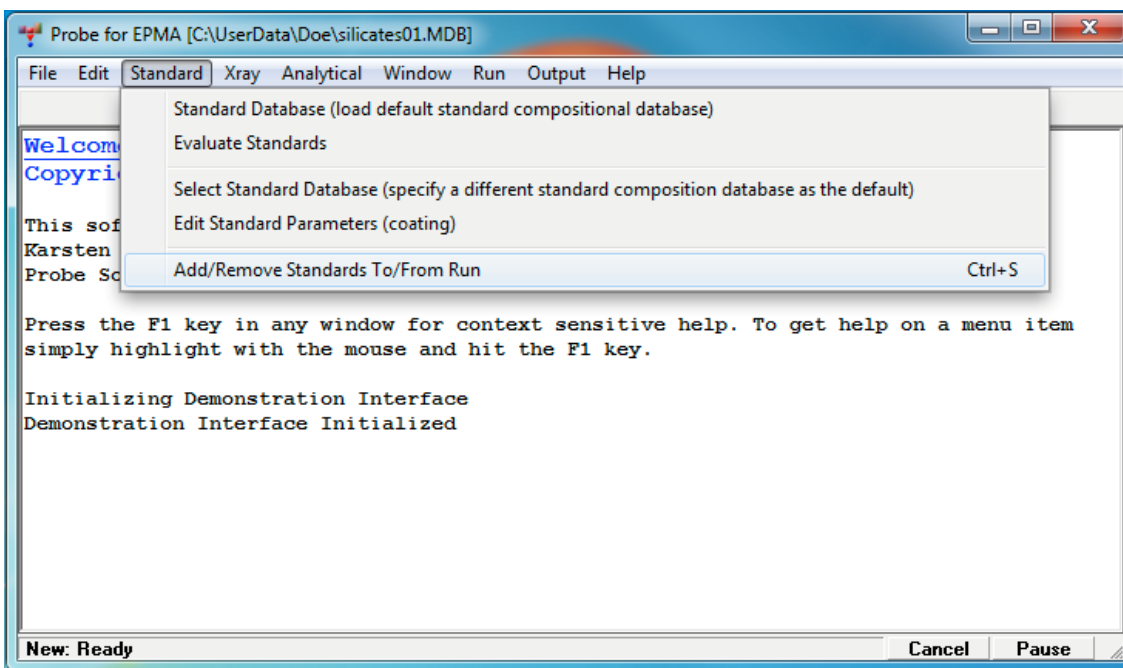 Probe for EPMA [C:\UserData\Doe\silicates01.MDB]
File Edit Standard Xray Analytical Window Run Output Help
Standard Database (load default standard compositional database)
Evaluate Standards
Select Standard Database (specify a different standard composition database as the default)
Edit Standard Parameters (coating)
Add/Remove Standards To/From Run Ctrl+S
Welcom
Copyri
This sof
Karsten
Probe So
Press the F1 key in any window for context sensitive help. To get help on a menu item
simply highlight with the mouse and hit the F1 key.
Initializing Demonstration Interface
Demonstration Interface Initialized
New: Ready Cancel Pause